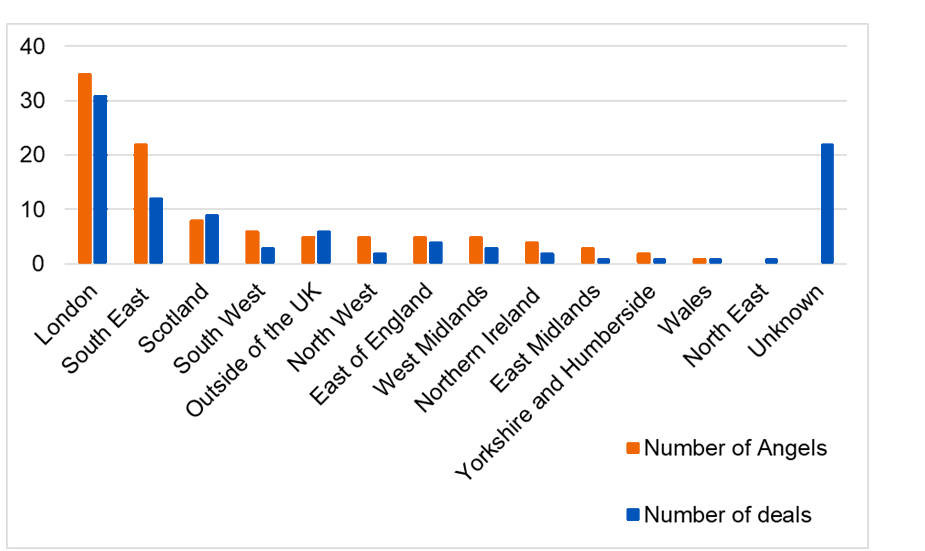 40
30
20
10
0
London
South East
Scotland
South West
Outside of the UK
North West
East of England
West Midlands
Northern Ireland
East Midlands
Yorkshire and Humberside
Wales
North East
Unknown
Number of Angels
Number of deals